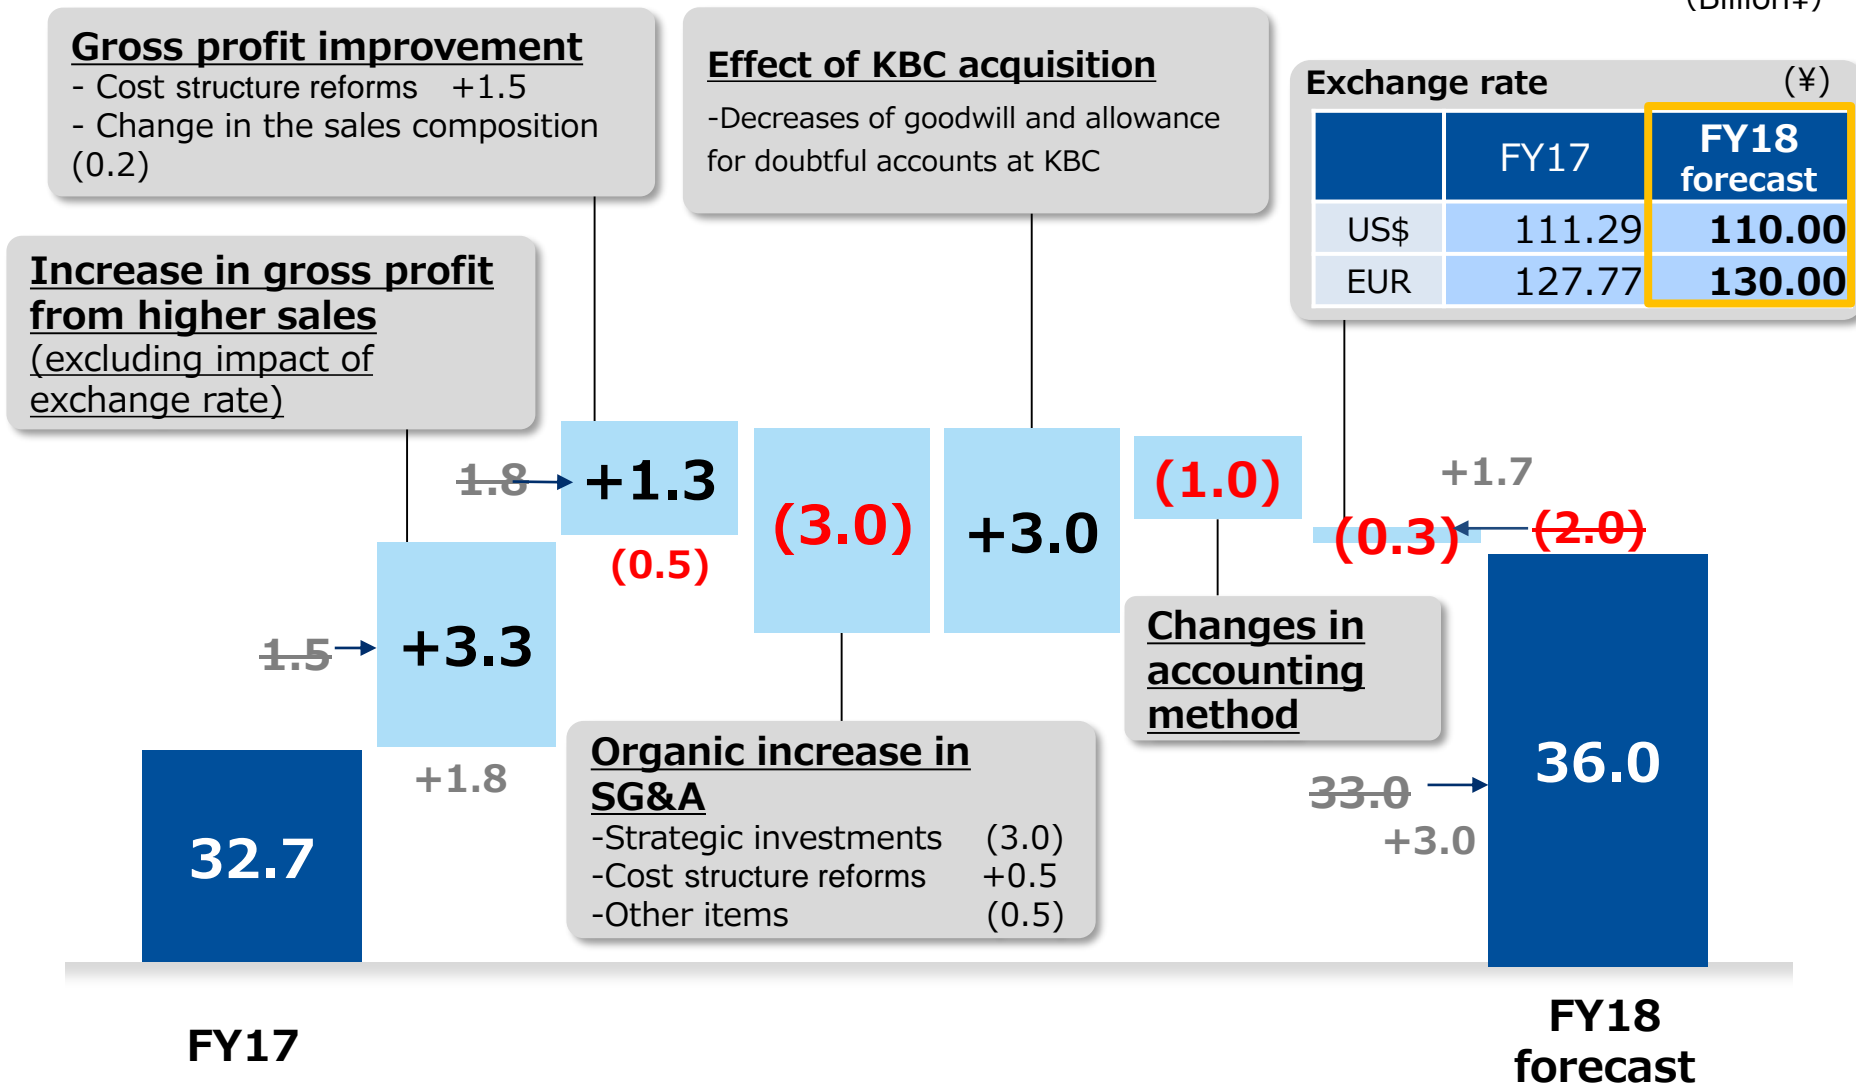 (Billion¥)
Gross profit improvement
- Cost structure reforms +1.5
- Change in the sales composition
(0.2)
Effect of KBC acquisition
-Decreases of goodwill and allowance
for doubtful accounts at KBC
Exchange rate (¥)
FY17 FY18
forecast
US$ 111.29 110.00
EUR 127.77 130.00
Increase in gross profit
from higher sales
(excluding impact of
exchange rate)
1.8 +1.3
(0.5)
(3.0)
+3.0
(1.0)
+1.7
(0.3) (2.0)
1.5 +3.3
+1.8
Changes in
accounting
method
Organic increase in
SG&A
-Strategic investments (3.0)
-Cost structure reforms +0.5
-Other items (0.5)
32.7
33.0 36.0
+3.0
FY17
FY18
forecast